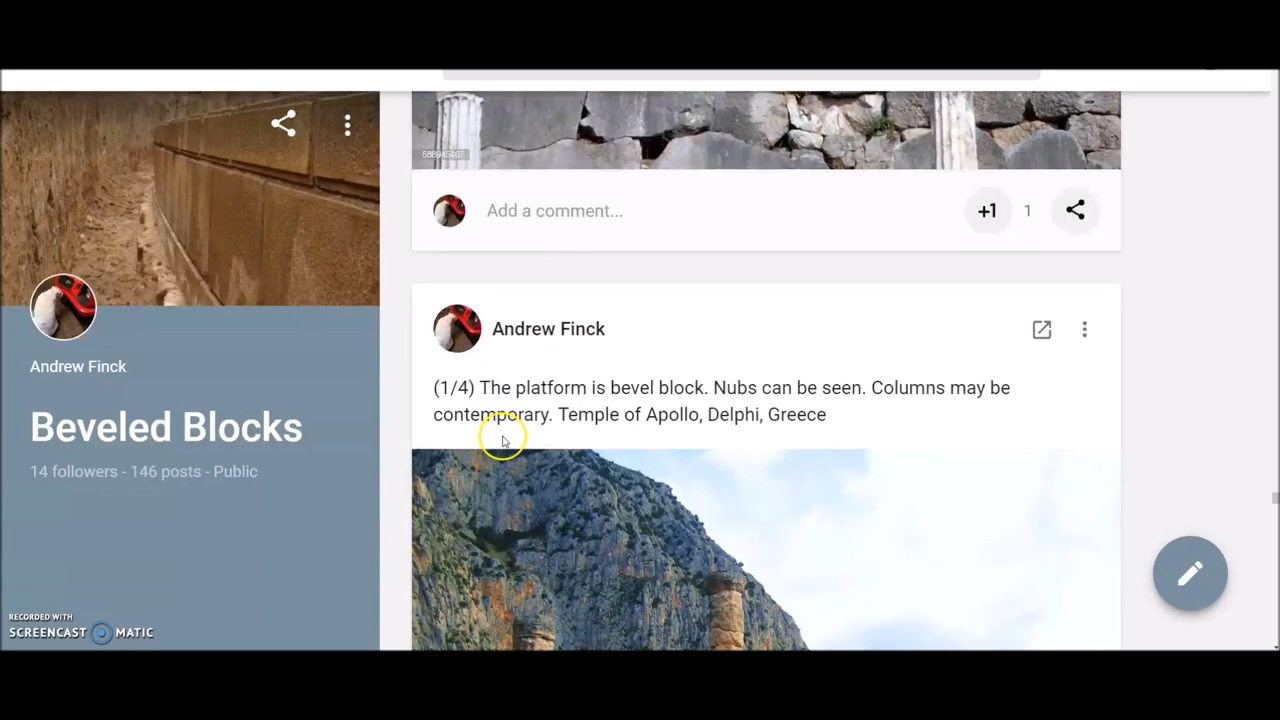 588945467
Add a comment...
+1
1
Andrew Finck
(1/4) The platform is bevel block. Nubs can be seen. Columns may be
contemporary. Temple of Apollo, Delphi, Greece
Andrew Finck
Beveled Blocks
14 followers - 146 posts - Public
RECORDED WITH
SCREENCAST MATIC